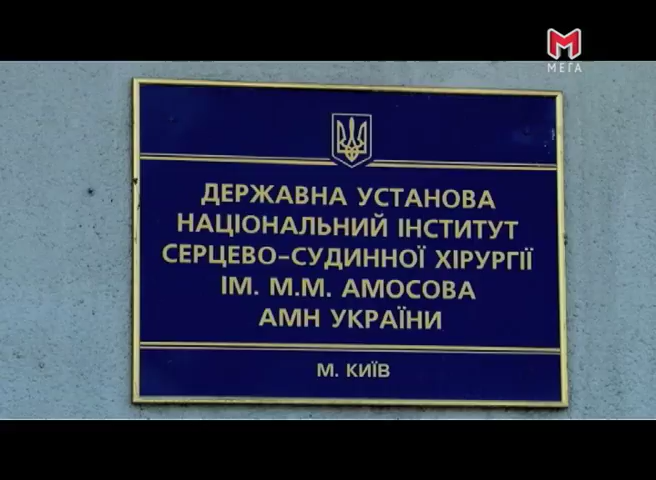 МЕГА
ДЕРЖАВНА УСТАНОВА
НАЦІОНАЛЬНИЙ ІНСТИТУТ
СЕРЦЕВО-СУДИННОЇ ХІРУРГІЇ
ІМ. М.М. АМОСОВА
АМН УКРАЇНИ
М. КИЇВ